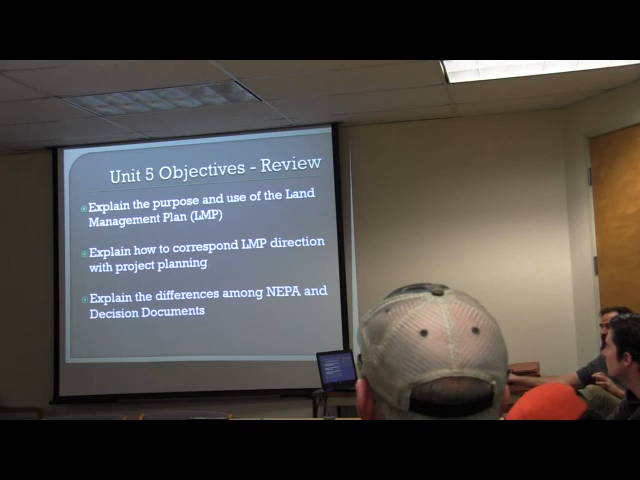 Unit 5 Objectives - Review
Explain the purpose and use of the Land
Management Plan (LMP)
Explain how to correspond LMP direction
with project planning
Explain the differences among NEPA and
Decision Documents